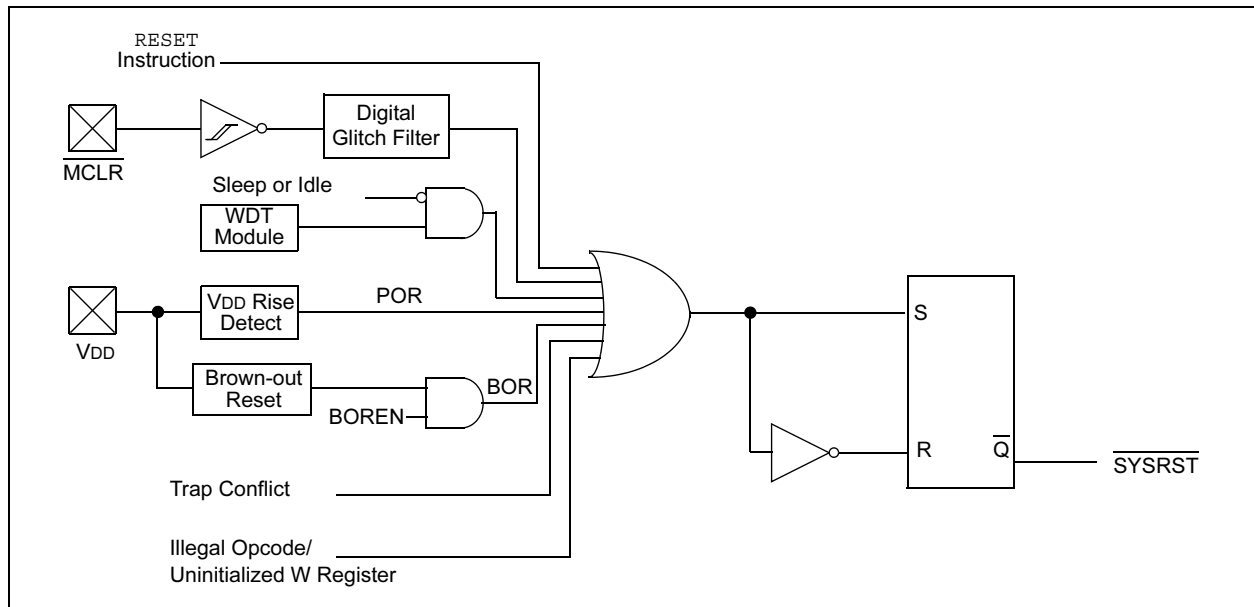 RESET
Instruction
Digital
Glitch Filter
MCLR
Sleep or Idle
WDT
Module
VDD Rise
Detect
POR
VDD
Brown-out
Reset
BOR
BOREN
S
R
Q
SYSRST
Trap Conflict
Illegal Opcode/
Uninitialized W Register